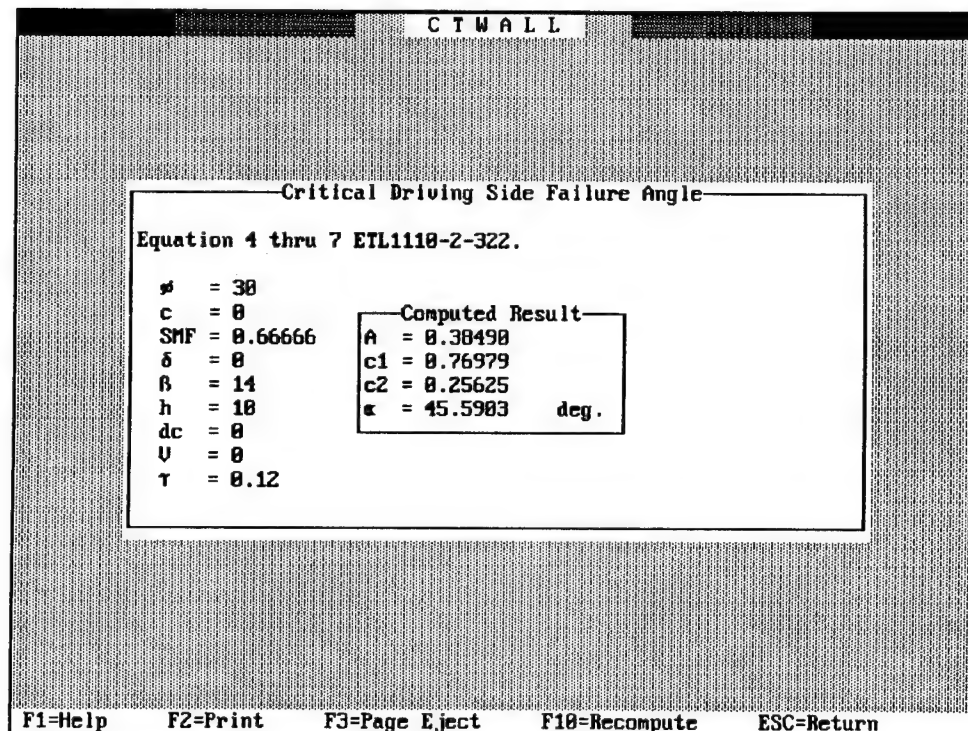 C T W A L L
Critical Driving Side Failure Angle
Equation 4 thru 7 ETL1110-2-322.
ø = 30
c = 0
SMF = 0.66666
δ = 0
ß = 14
h = 10
dc = 0
V = 0
γ = 0.12
Computed Result
A = 0.38490
c1 = 0.76979
c2 = 0.25625
α = 45.5903 deg.
F1=Help F2=Print F3=Page Eject F10=Recompute ESC=Return